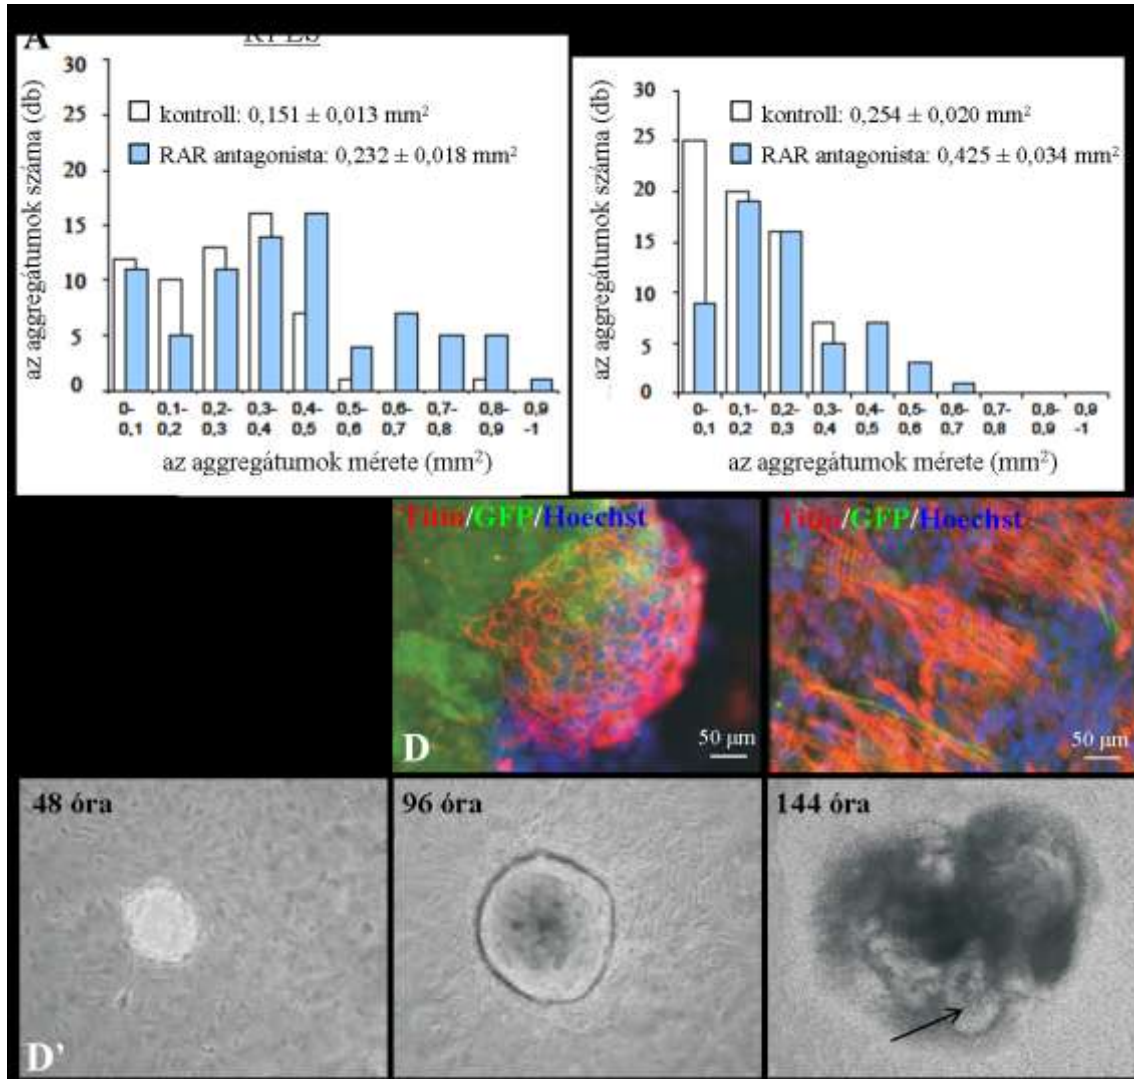 A
30
25
20
15
10
5
0
az aggregátumok száma (db)
kontroll: 0,151 ± 0,013 mm²
RAR antagonista: 0,232 ± 0,018 mm²
0- 0,1- 0,2- 0,3- 0,4- 0,5- 0,6- 0,7- 0,8- 0,9
0,1 0,2 0,3 0,4 0,5 0,6 0,7 0,8 0,9 -1
az aggregátumok mérete (mm²)
30
25
20
15
10
5
0
az aggregátumok száma (db)
kontroll: 0,254 ± 0,020 mm²
RAR antagonista: 0,425 ± 0,034 mm²
0- 0,1- 0,2- 0,3- 0,4- 0,5- 0,6- 0,7- 0,8- 0,9
0,1 0,2 0,3 0,4 0,5 0,6 0,7 0,8 0,9 -1
az aggregátumok mérete (mm²)
Titin/GFP/Hoechst
D
50 µm
Titin/GFP/Hoechst
50 µm
48 óra
D'
96 óra
144 óra